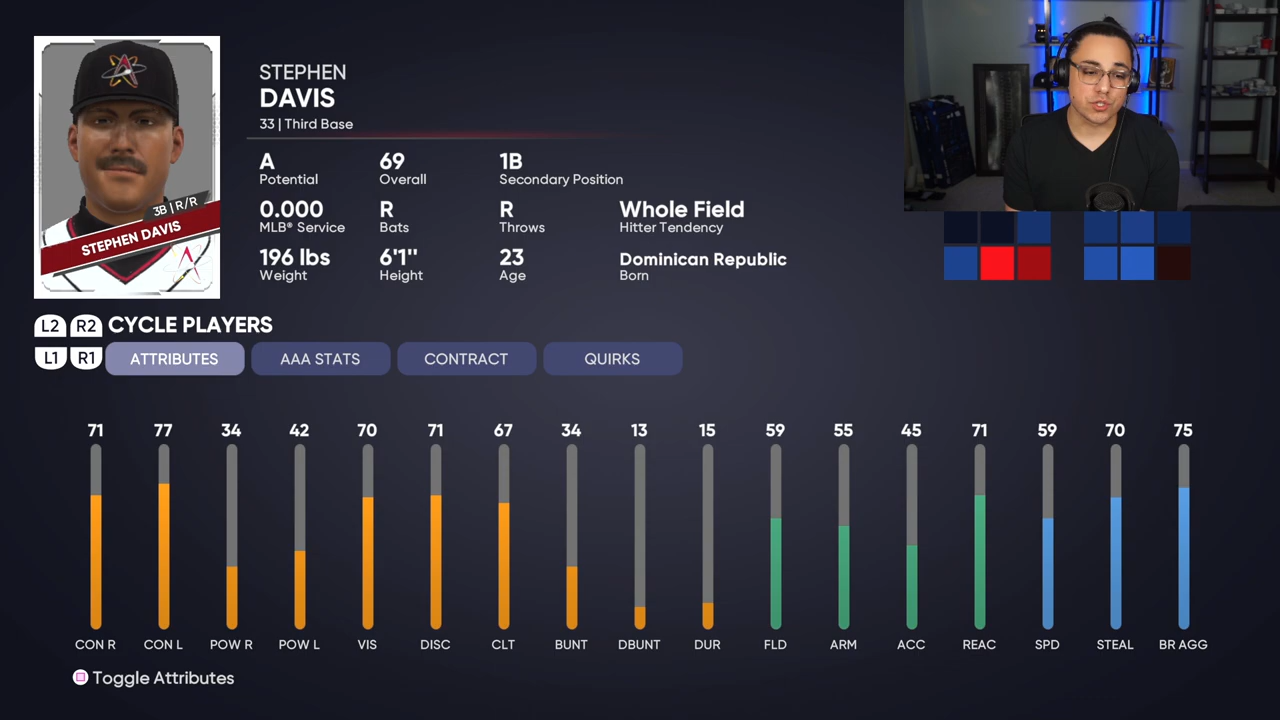 STEPHEN
DAVIS
33 | Third Base
A
Potential
69
Overall
1B
Secondary Position
0.000
MLB® Service
R
Bats
R
Throws
Whole Field
Hitter Tendency
196 lbs
Weight
6'1"
Height
23
Age
Dominican Republic
Born
3B | R/R
STEPHEN DAVIS
L2 R2 CYCLE PLAYERS
L1 R1 ATTRIBUTES AAA STATS CONTRACT QUIRKS
71 77 34 42 70 71 67 34 13 15 59 55 45 71 59 70 75
CON R CON L POW R POW L VIS DISC CLT BUNT DBUNT DUR FLD ARM ACC REAC SPD STEAL BR AGG
Toggle Attributes